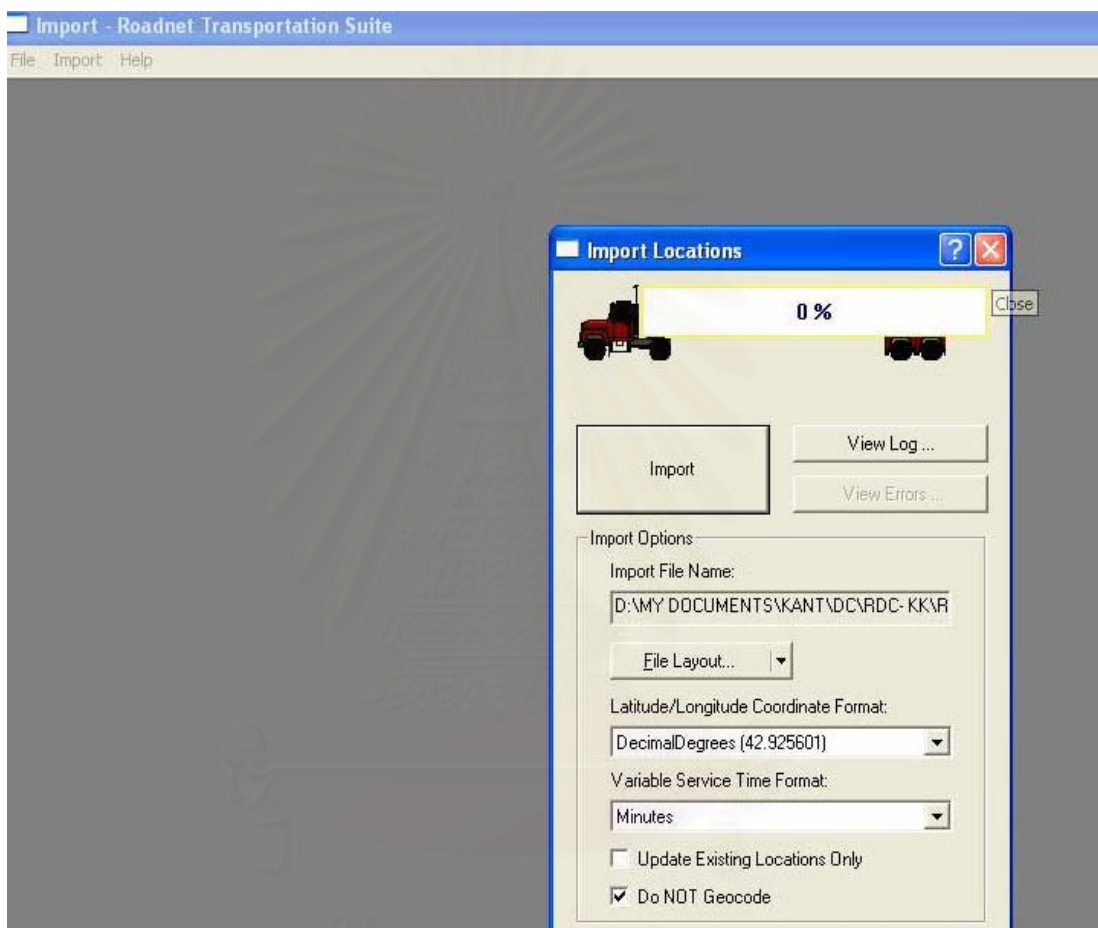 Import - Roadnet Transportation Suite
File Import Help
Import Locations
?
0 %
Close
Import
View Log ...
View Errors ...
Import Options
Import File Name:
D:\MY DOCUMENTS\KANT\DC\RDC- KK\R
File Layout...
Latitude/Longitude Coordinate Format:
DecimalDegrees (42.925601)
Variable Service Time Format:
Minutes
Update Existing Locations Only
Do NOT Geocode